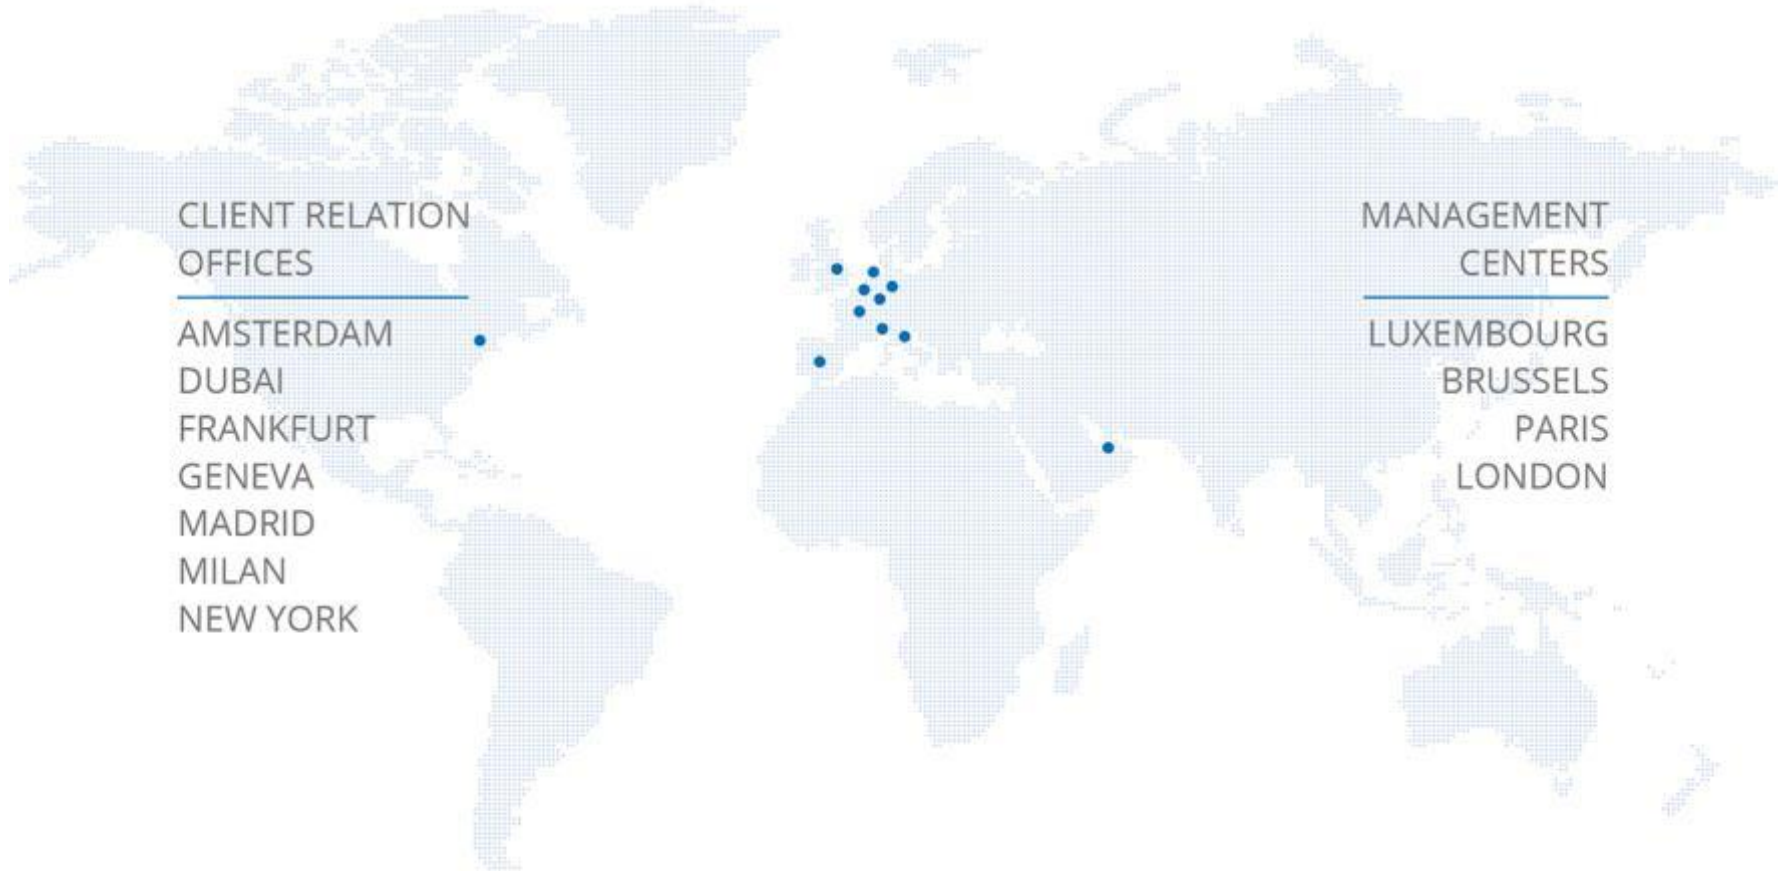 CLIENT RELATION
OFFICES
AMSTERDAM
DUBAI
FRANKFURT
GENEVA
MADRID
MILAN
NEW YORK
MANAGEMENT
CENTERS
LUXEMBOURG
BRUSSELS
PARIS
LONDON